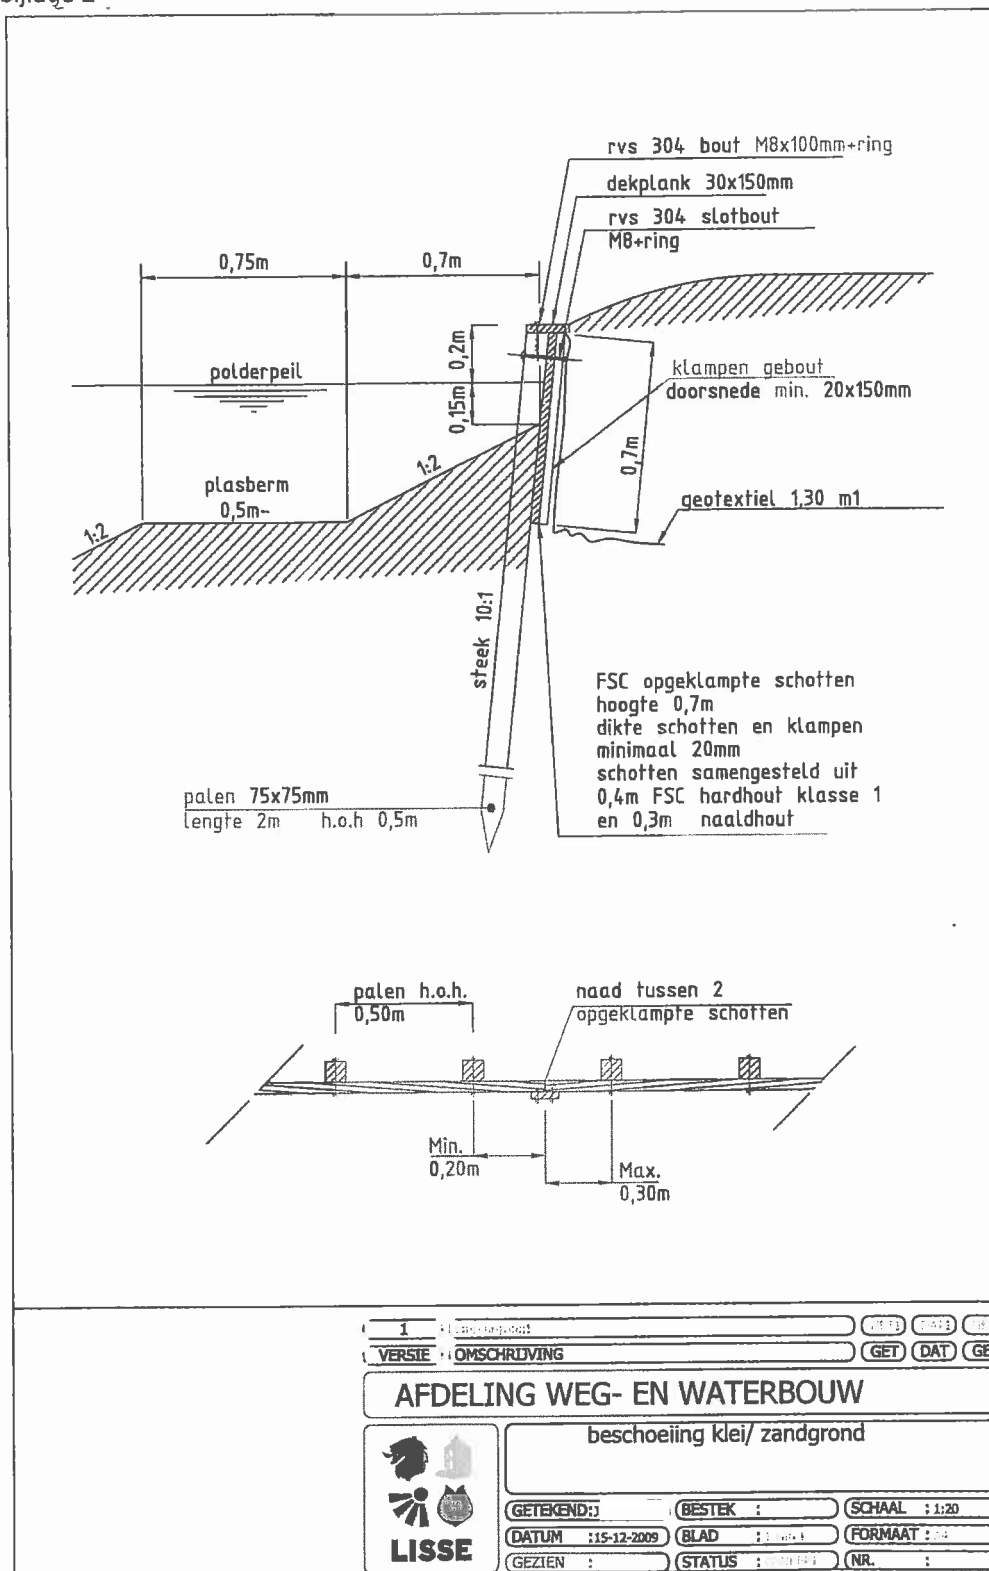 rvs 304 bout M8x100mm+ring
dekplank 30x150mm
rvs 304 slotbout
M8+ring
0,75m
0,7m
0,2m
polderpeil
klampen gebout
doorsnede min. 20x150mm
0,15m
0,7m
1:2
plasberm
0,5m-
1:2
geotextiel 1,30 m1
steek 10:1
FSC opgeklampte schotten
hoogte 0,7m
dikte schotten en klampen
minimaal 20mm
schotten samengesteld uit
0,4m FSC hardhout klasse 1
en 0,3m naaldhout
palen 75x75mm
lengte 2m h.o.h 0,5m
palen h.o.h.
0,50m
naad tussen 2
opgeklampte schotten
Min.
0,20m
Max.
0,30m
1
VERSIE OMSCHRIJVING GET DAT
AFDELING WEG- EN WATERBOUW
beschoeiing klei/ zandgrond
GETEKEND: BESTEK : SCHAAL : 1:20
DATUM :15-12-2009 BLAD : FORMAAT :
GEZIEN : STATUS : NR. :
LISSE